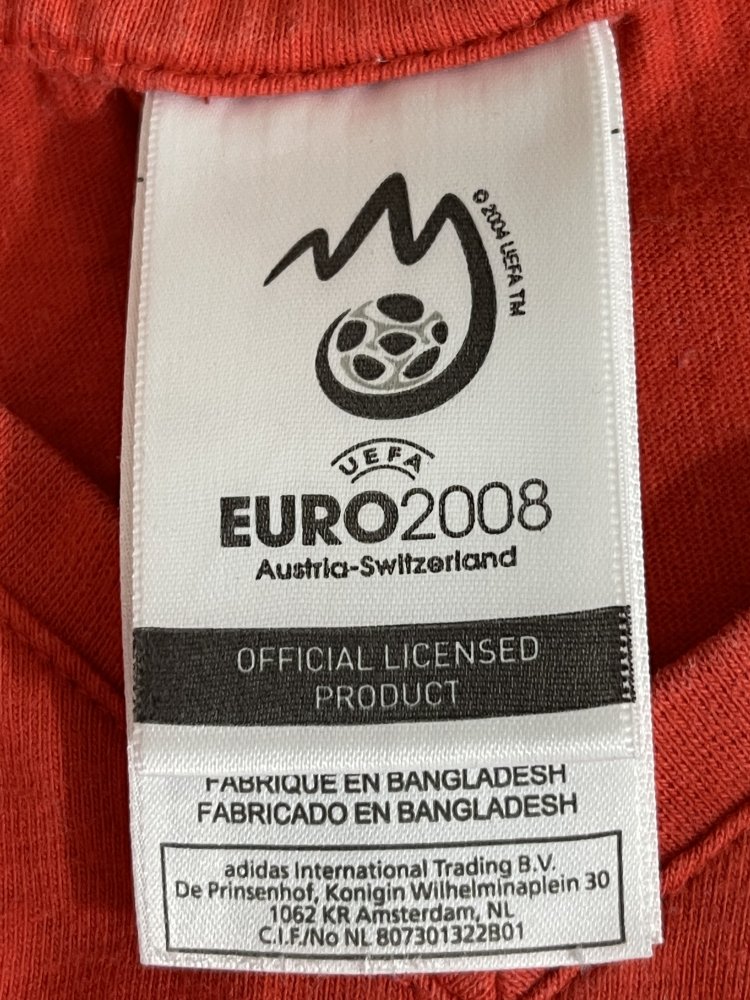 © 2004 UEFA TM
UEFA
EURO2008
Austria-Switzerland
OFFICIAL LICENSED
PRODUCT
FABRIQUE EN BANGLADESH
FABRICADO EN BANGLADESH
adidas International Trading B.V.
De Prinsenhof, Konigin Wilhelminaplein 30
1062 KR Amsterdam, NL
C.I.F./No NL 807301322B01